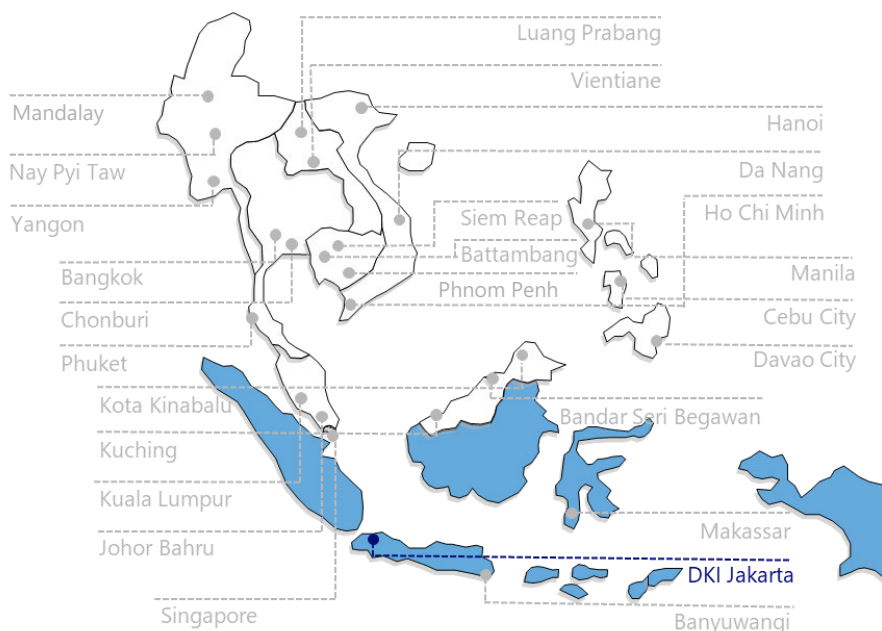 Luang Prabang
Vientiane
Mandalay
Hanoi
Nay Pyi Taw
Da Nang
Yangon
Siem Reap
Ho Chi Minh
Battambang
Bangkok
Manila
Phnom Penh
Chonburi
Cebu City
Phuket
Davao City
Kota Kinabalu
Bandar Seri Begawan
Kuching
Kuala Lumpur
Makassar
Johor Bahru
DKI Jakarta
Singapore
Banyuwangi